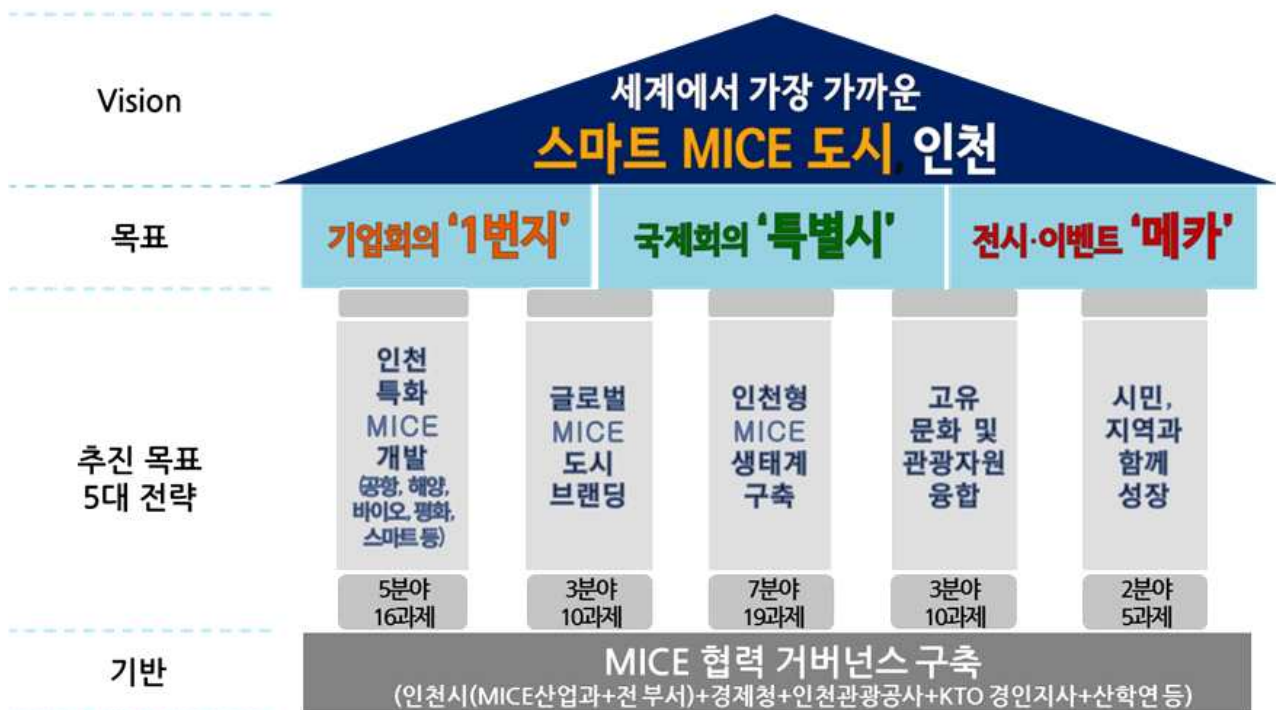 Vision
세계에서 가장 가까운
스마트 MICE 도시, 인천
목표
기업회의 '1번지'
국제회의 '특별시'
전시·이벤트 '메카'
추진 목표
5대 전략
인천
특화
MICE
개발
(공항, 해양,
바이오, 평화,
스마트 등)
글로벌
MICE
도시
브랜딩
인천형
MICE
생태계
구축
고유
문화 및
관광자원
융합
시민,
지역과
함께
성장
5분야
16과제
3분야
10과제
7분야
19과제
3분야
10과제
2분야
5과제
기반
MICE 협력 거버넌스 구축
(인천시(MICE산업과+전 부서)+경제청+인천관광공사+KTO 경인지사+산학연 등)